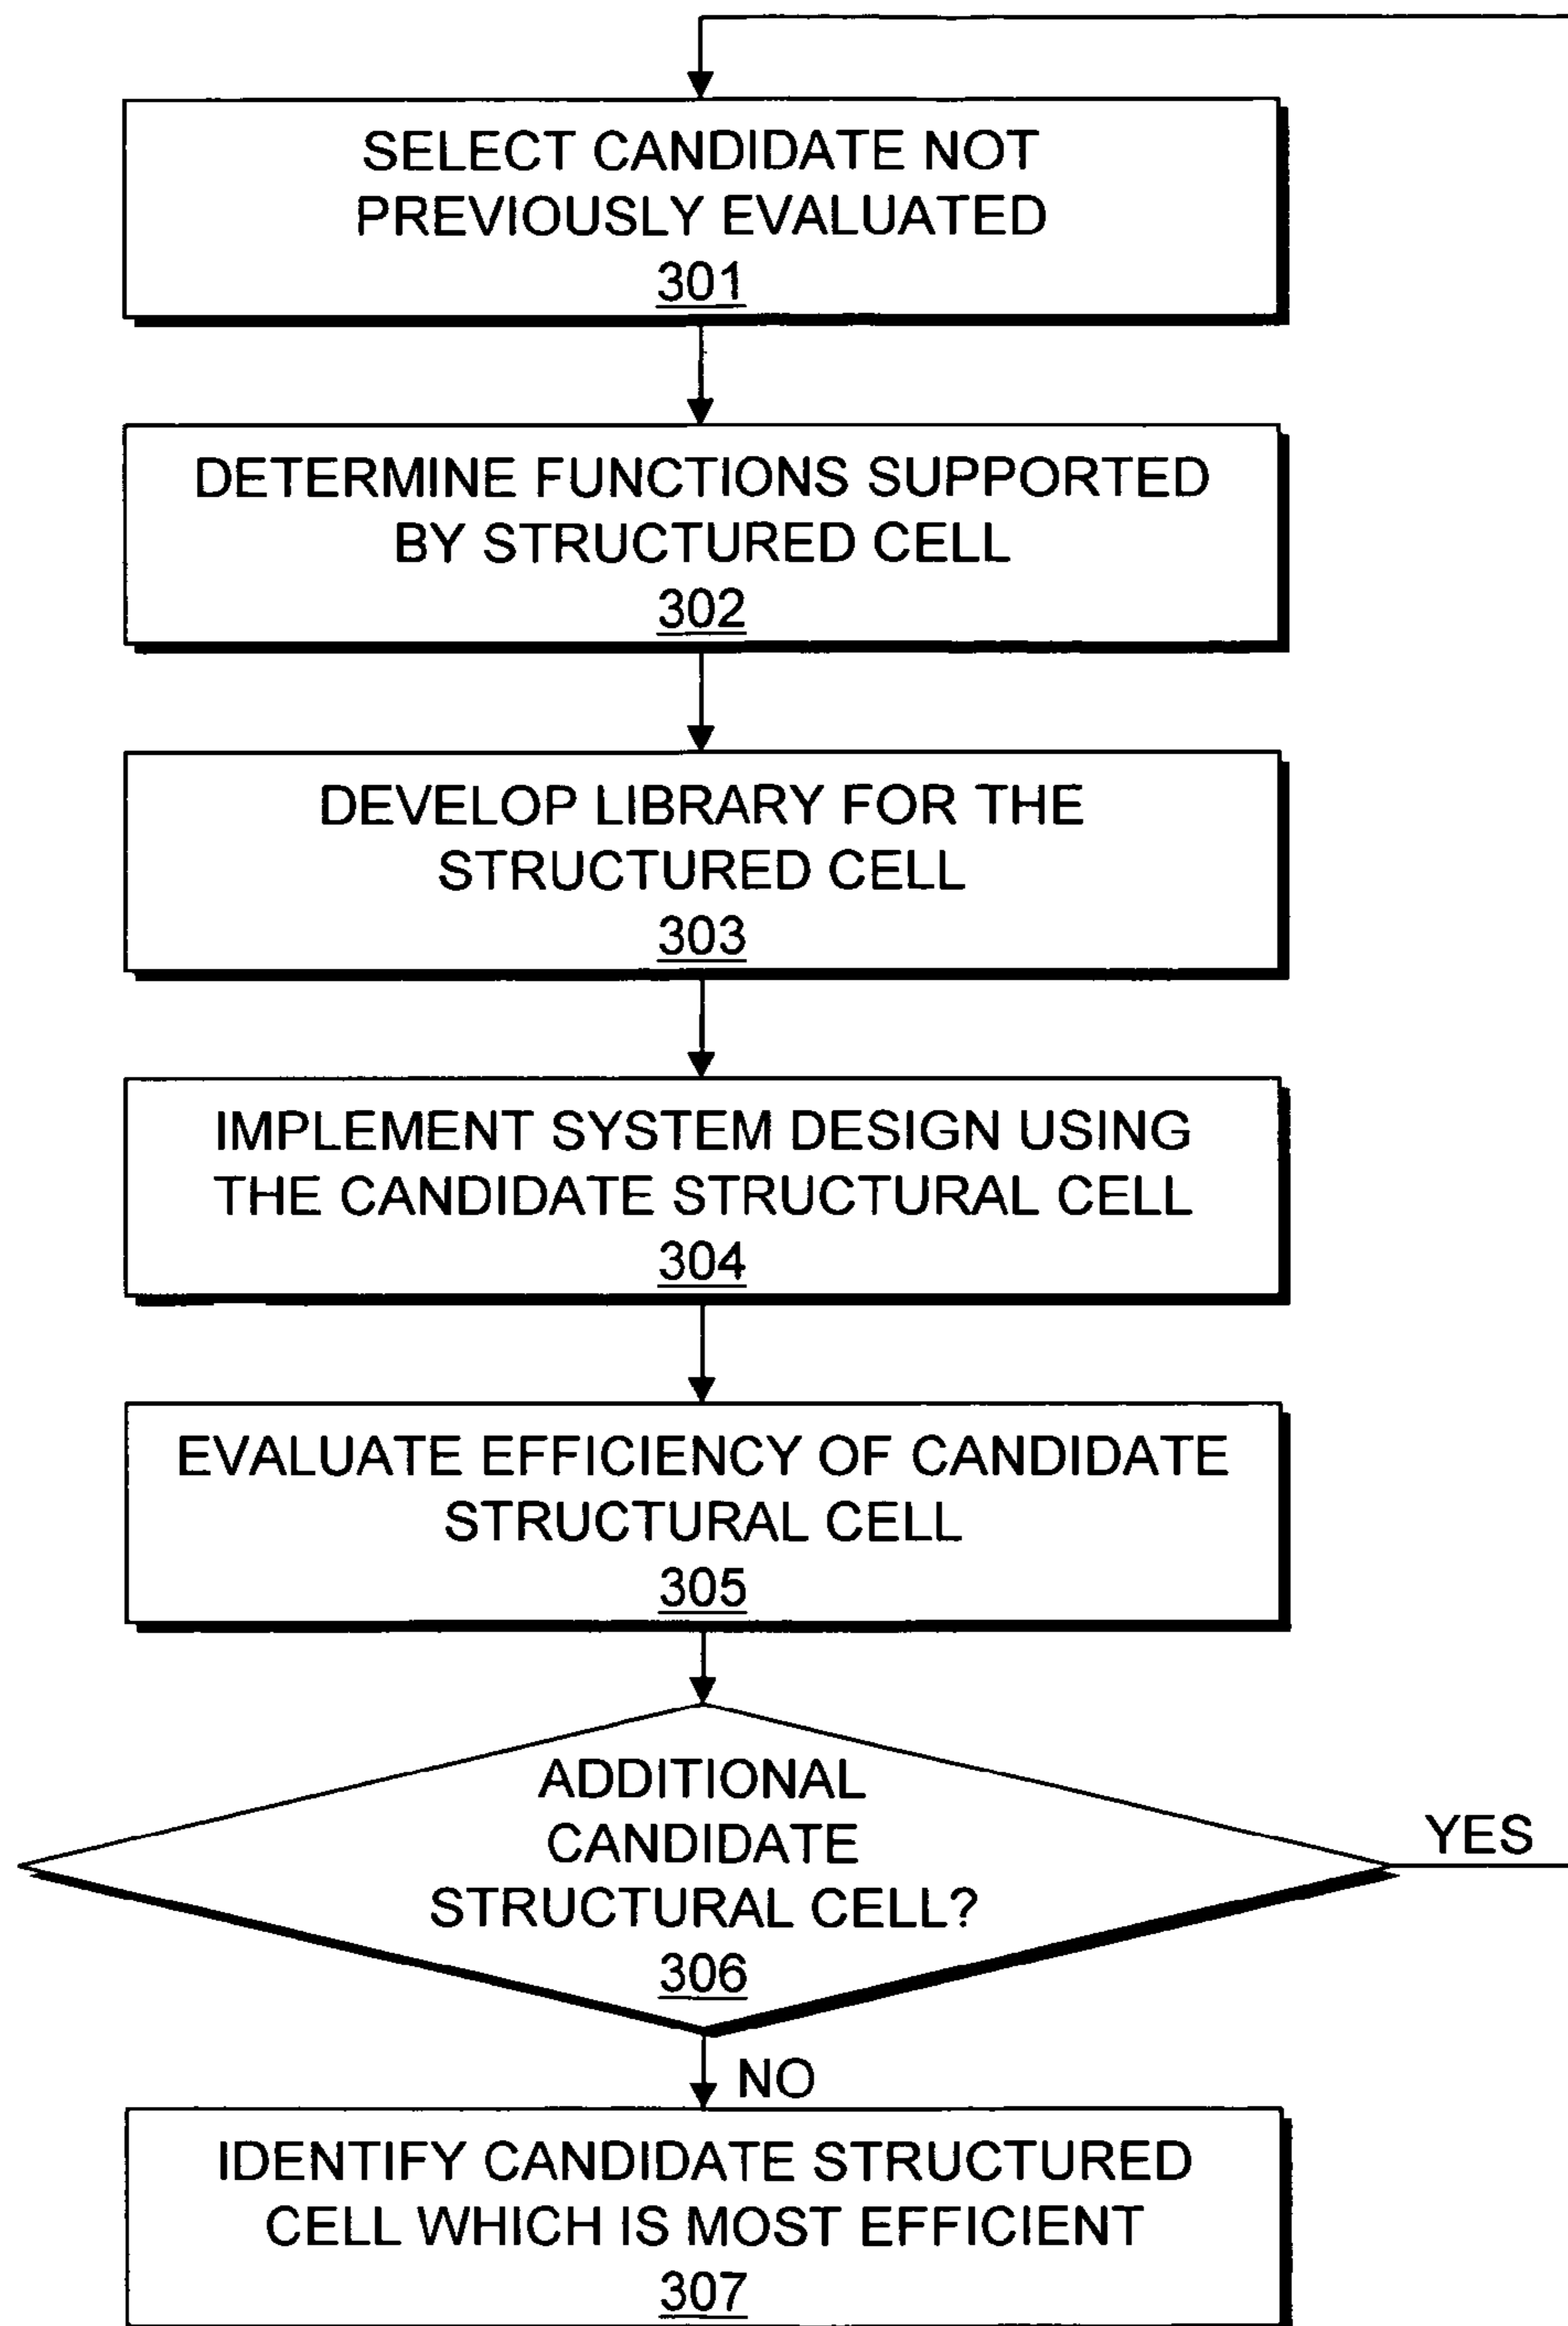 SELECT CANDIDATE NOT
PREVIOUSLY EVALUATED
301
DETERMINE FUNCTIONS SUPPORTED
BY STRUCTURED CELL
302
DEVELOP LIBRARY FOR THE
STRUCTURED CELL
303
IMPLEMENT SYSTEM DESIGN USING
THE CANDIDATE STRUCTURAL CELL
304
EVALUATE EFFICIENCY OF CANDIDATE
STRUCTURAL CELL
305
ADDITIONAL
CANDIDATE
STRUCTURAL CELL?
306
YES
NO
IDENTIFY CANDIDATE STRUCTURED
CELL WHICH IS MOST EFFICIENT
307